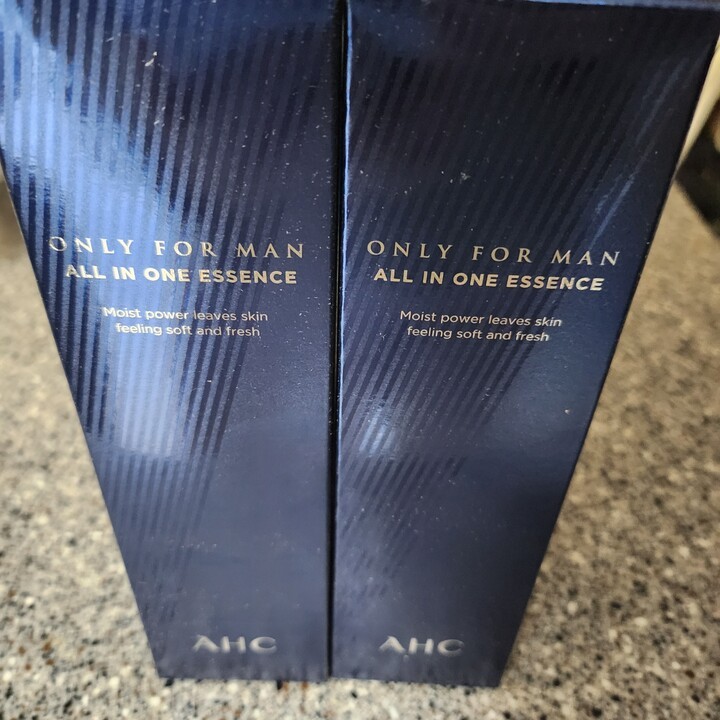 ONLY FOR MAN
ALL IN ONE ESSENCE
Moist power leaves skin
feeling soft and fresh
AHC
ONLY FOR MAN
ALL IN ONE ESSENCE
Moist power leaves skin
feeling soft and fresh
AHC